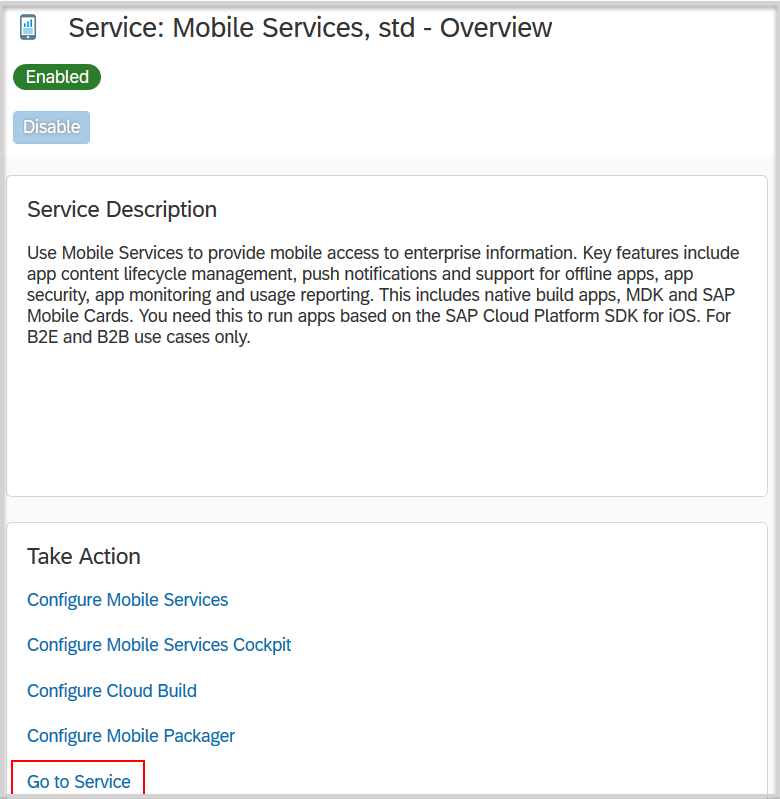 Service: Mobile Services, std - Overview
Enabled
Disable
Service Description
Use Mobile Services to provide mobile access to enterprise information. Key features include
app content lifecycle management, push notifications and support for offline apps, app
security, app monitoring and usage reporting. This includes native build apps, MDK and SAP
Mobile Cards. You need this to run apps based on the SAP Cloud Platform SDK for iOS. For
B2E and B2B use cases only.
Take Action
Configure Mobile Services
Configure Mobile Services Cockpit
Configure Cloud Build
Configure Mobile Packager
Go to Service